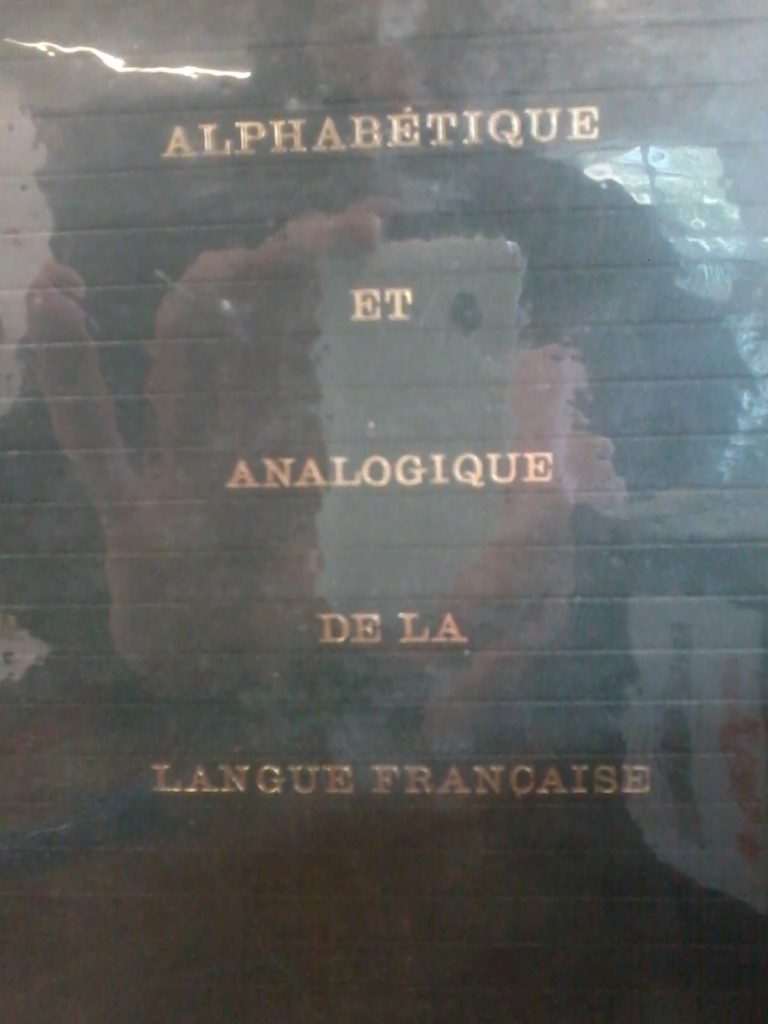 ALPHABÉTIQUE
ET
ANALOGIQUE
DE LA
LANGUE FRANÇAISE